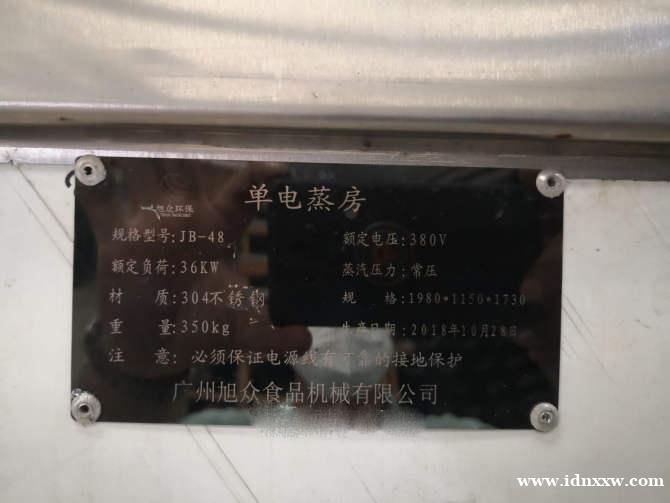 旭众环保
单电蒸房
规格型号:JB-48 额定电压:380V
额定负荷:36KW 蒸汽压力:常压
材 质:304不锈钢 规 格:1980*1150*1730
重 量:350kg 生产日期:2018年10月28日
注 意: 必须保证电源线有可靠的接地保护
广州旭众食品机械有限公司
www.idnxxw.com